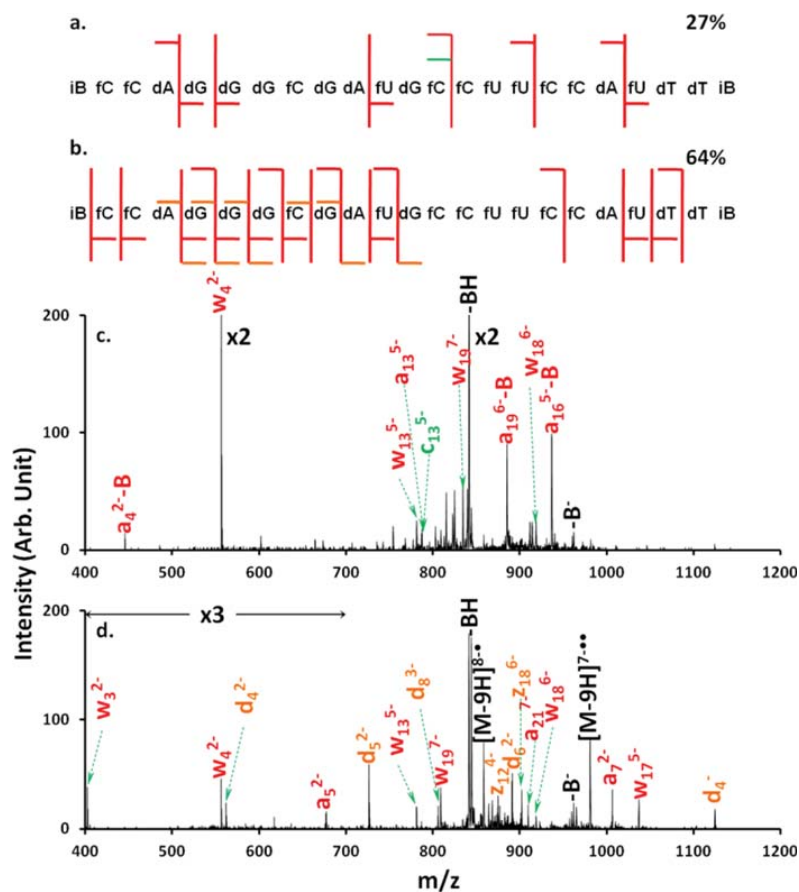 a. 27%
iB fC fC dA dG dG dG fC dG dA fU dG fC fC fU fU fC fC dA fU dT dT iB
b. 64%
iB fC fC dA dG dG dG fC dG dA fU dG fC fC fU fU fC fC dA fU dT dT iB
Intensity (Arb. Unit)
c.
200
100
0
a4 2- -B
w4 2-
x2
w13 5-
a13 5-
c13 5-
w19 7-
-BH
x2
a19 6- -B
w18 6-
a16 5- -B
B-
400 500 600 700 800 900 1000 1100 1200
d.
x3
200
100
0
w3 2-
w4 2-
d4 2-
a5 2-
d5 2-
w13 5-
d8 3-
w19 7-
-BH
[M-9H]8-•
z12 4-
d6 2-
z18 6-
a21 7-
w18 6-
B-
[M-9H]7-••
a7 2-
w17 5-
d4 -
400 500 600 700 800 900 1000 1100 1200
m/z